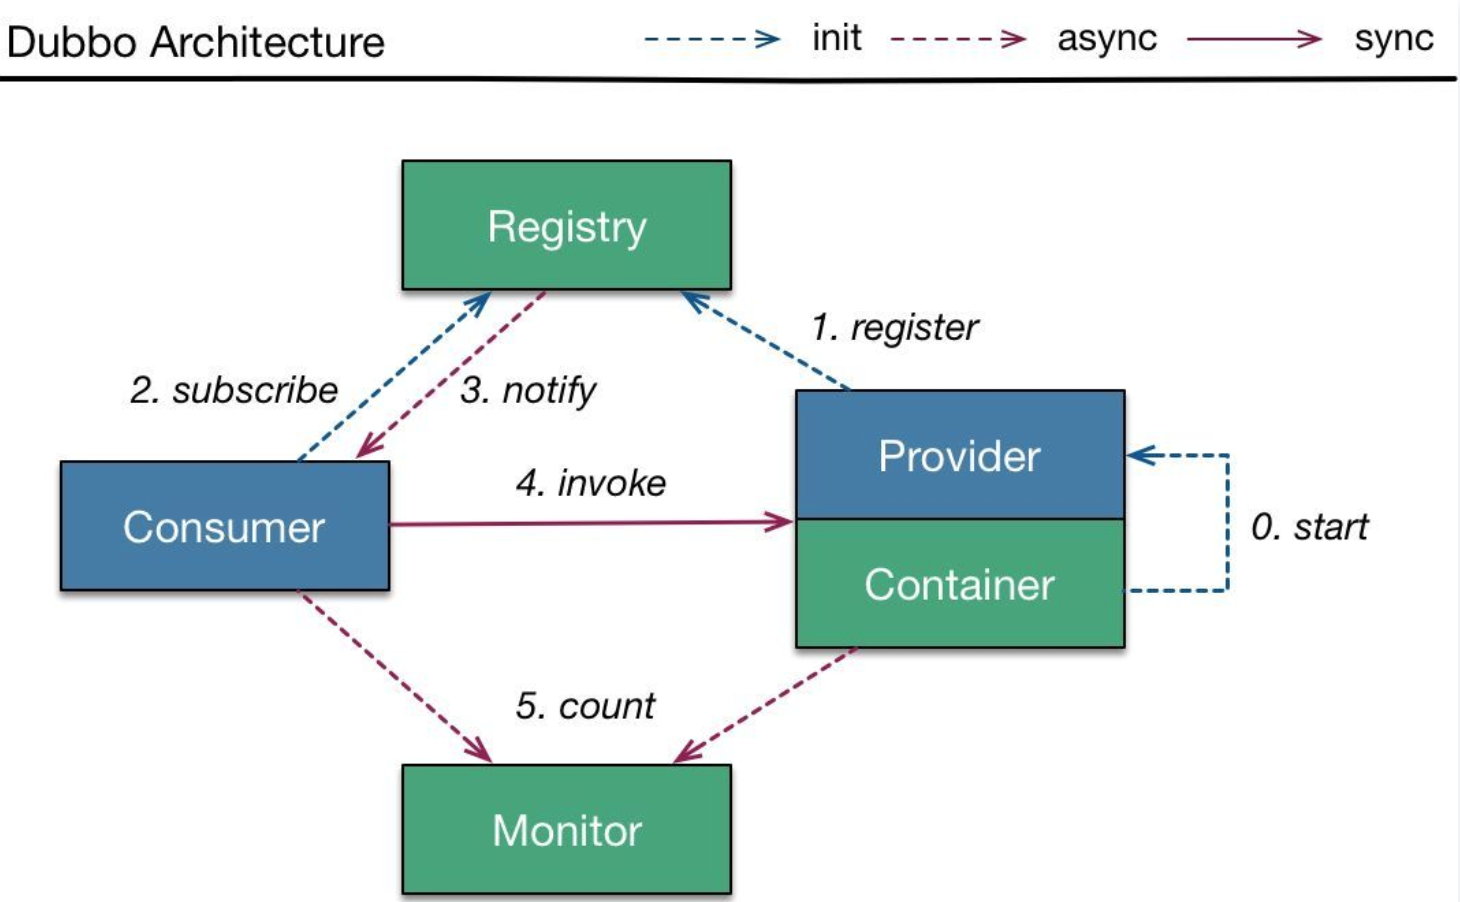 Dubbo Architecture
init
async
sync
Registry
1. register
2. subscribe
3. notify
Provider
4. invoke
Consumer
0. start
Container
5. count
Monitor